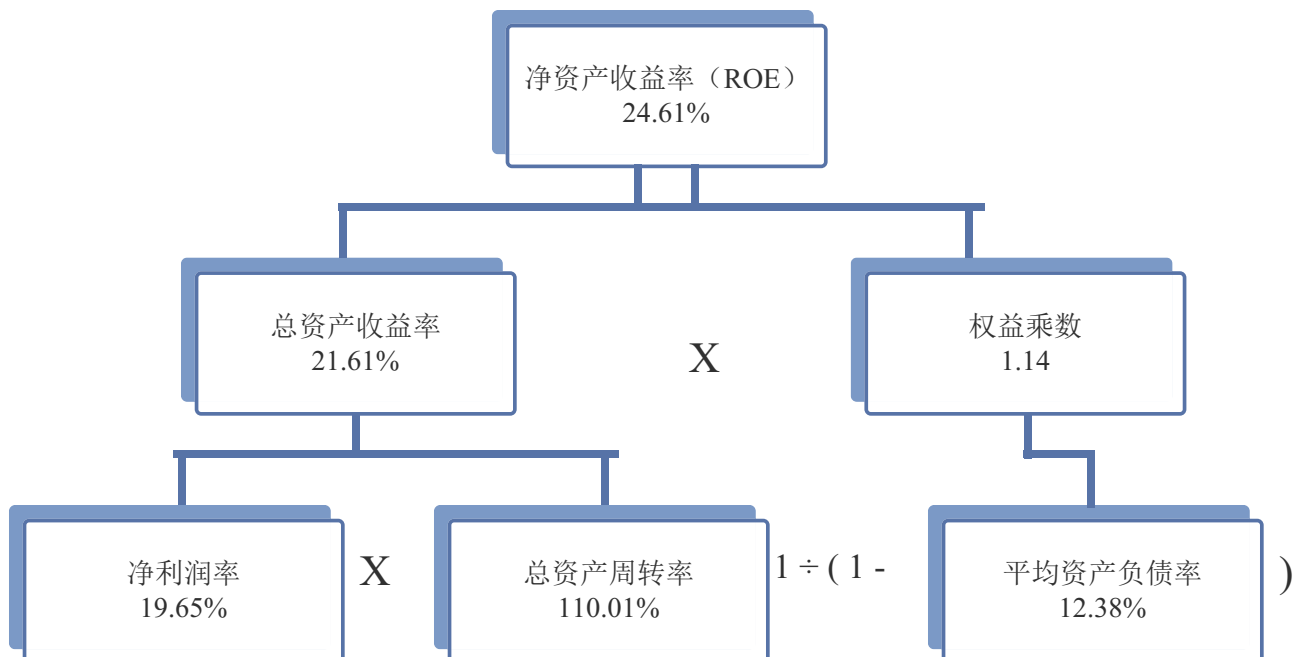 净资产收益率（ROE）
24.61%
总资产收益率
21.61%
X
权益乘数
1.14
净利润率
19.65%
X
总资产周转率
110.01%
1 ÷ ( 1 -
平均资产负债率
12.38%
)